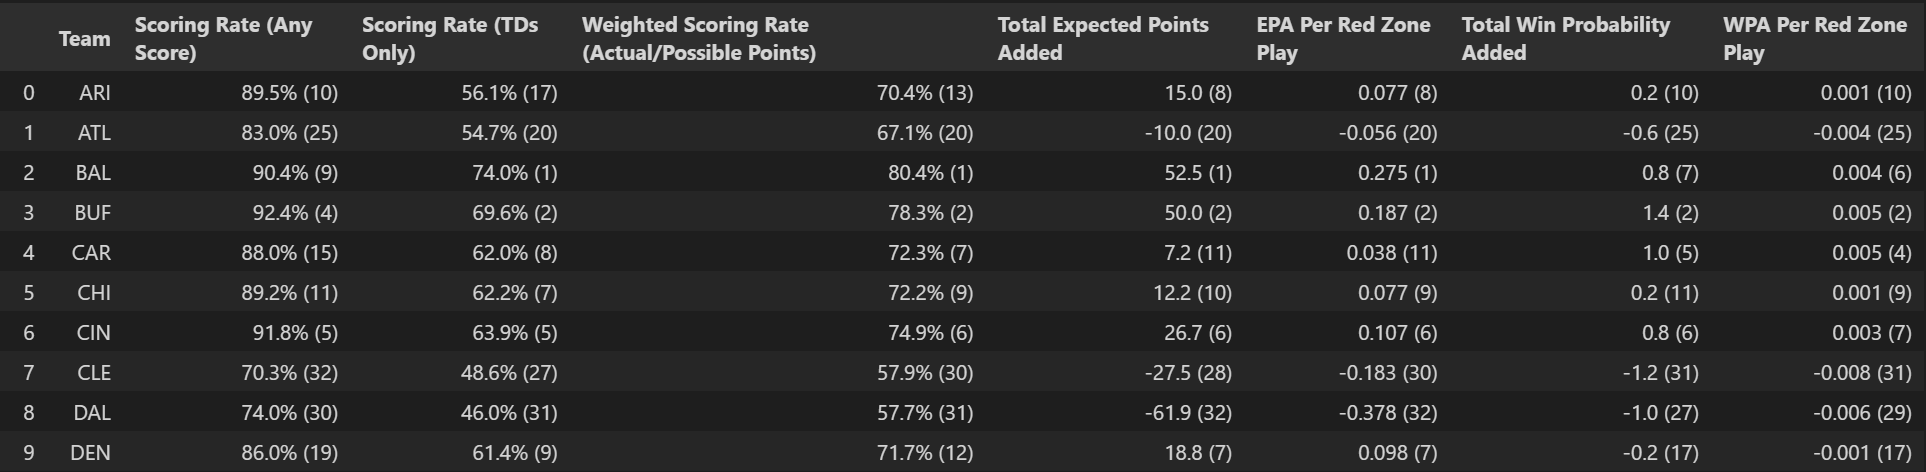 Team Scoring Rate (Any Score) Scoring Rate (TDs Only) Weighted Scoring Rate (Actual/Possible Points) Total Expected Points Added EPA Per Red Zone Play Total Win Probability Added WPA Per Red Zone Play
0 ARI 89.5% (10) 56.1% (17) 70.4% (13) 15.0 (8) 0.077 (8) 0.2 (10) 0.001 (10)
1 ATL 83.0% (25) 54.7% (20) 67.1% (20) -10.0 (20) -0.056 (20) -0.6 (25) -0.004 (25)
2 BAL 90.4% (9) 74.0% (1) 80.4% (1) 52.5 (1) 0.275 (1) 0.8 (7) 0.004 (6)
3 BUF 92.4% (4) 69.6% (2) 78.3% (2) 50.0 (2) 0.187 (2) 1.4 (2) 0.005 (2)
4 CAR 88.0% (15) 62.0% (8) 72.3% (7) 7.2 (11) 0.038 (11) 1.0 (5) 0.005 (4)
5 CHI 89.2% (11) 62.2% (7) 72.2% (9) 12.2 (10) 0.077 (9) 0.2 (11) 0.001 (9)
6 CIN 91.8% (5) 63.9% (5) 74.9% (6) 26.7 (6) 0.107 (6) 0.8 (6) 0.003 (7)
7 CLE 70.3% (32) 48.6% (27) 57.9% (30) -27.5 (28) -0.183 (30) -1.2 (31) -0.008 (31)
8 DAL 74.0% (30) 46.0% (31) 57.7% (31) -61.9 (32) -0.378 (32) -1.0 (27) -0.006 (29)
9 DEN 86.0% (19) 61.4% (9) 71.7% (12) 18.8 (7) 0.098 (7) -0.2 (17) -0.001 (17)